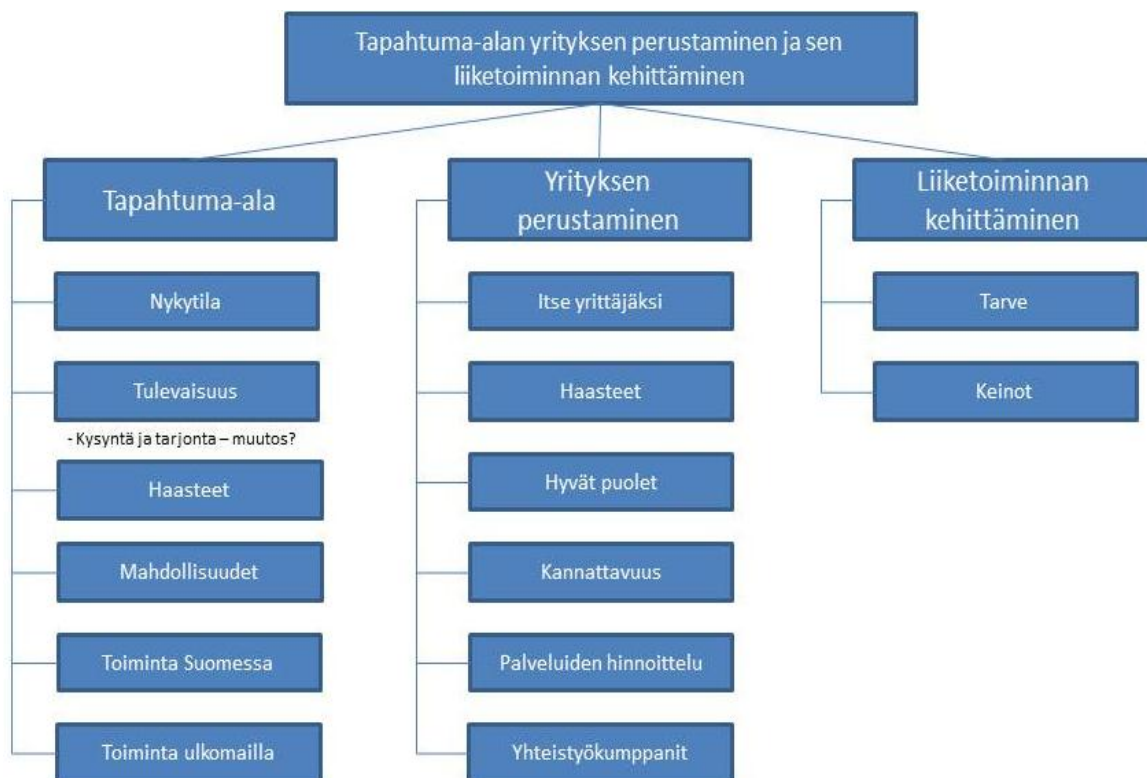 Tapahtuma-alan yrityksen perustaminen ja sen
liiketoiminnan kehittäminen
Tapahtuma-ala
Nykytila
Tulevaisuus
- Kysyntä ja tarjonta – muutos?
Haasteet
Mahdollisuudet
Toiminta Suomessa
Toiminta ulkomailla
Yrityksen
perustaminen
Itse yrittäjäksi
Haasteet
Hyvät puolet
Kannattavuus
Palveluiden hinnoittelu
Yhteistyökumppanit
Liiketoiminnan
kehittäminen
Tarve
Keinot